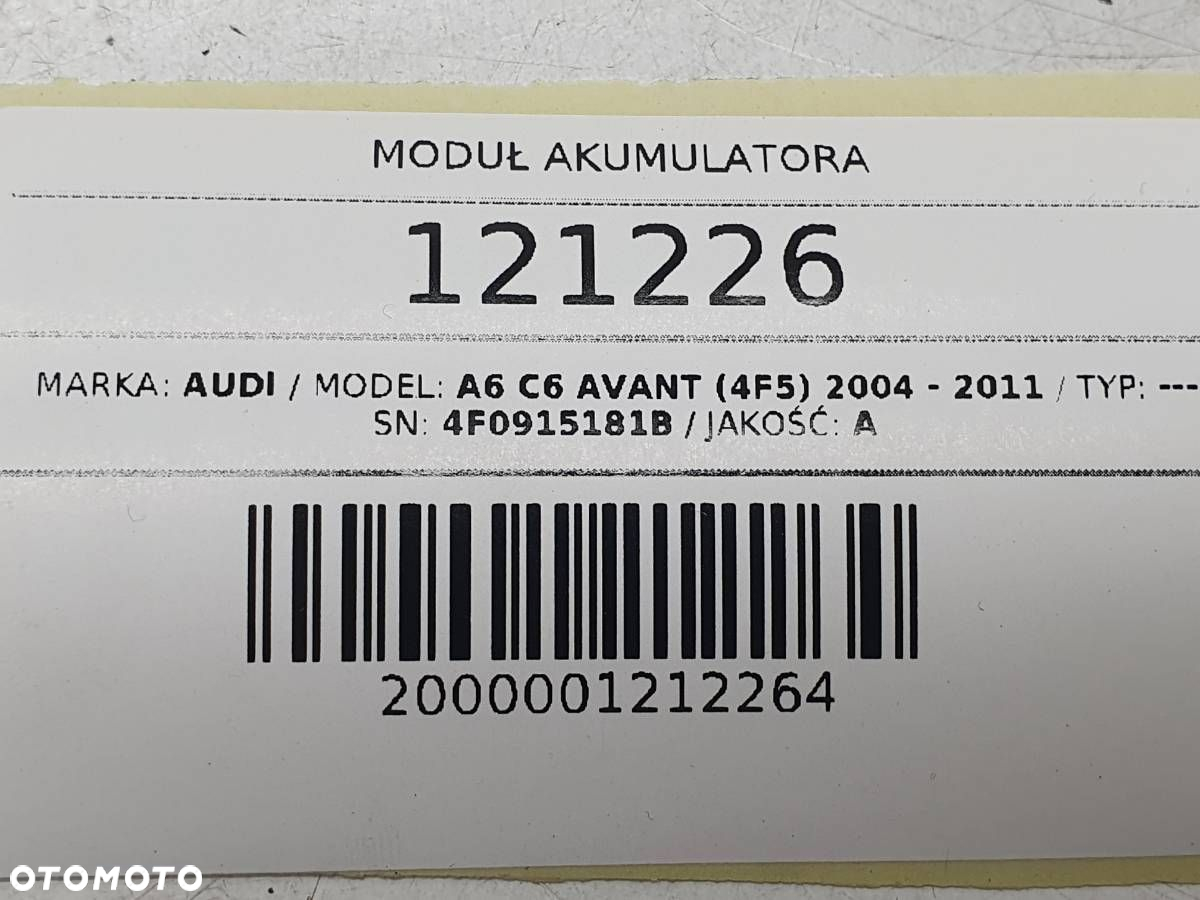 MODUŁ AKUMULATORA
121226
MARKA: AUDI / MODEL: A6 C6 AVANT (4F5) 2004 - 2011 / TYP: ---
SN: 4F0915181B / JAKOŚĆ: A
2000001212264
OTOMOTO